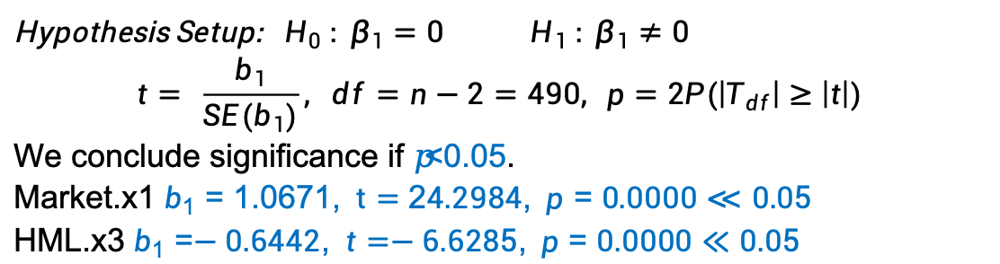 Hypothesis Setup: H₀ : β₁ = 0 H₁ : β₁ ≠ 0
t = b₁ / SE(b₁), df = n − 2 = 490, p = 2P(|T_df| ≥ |t|)
We conclude significance if p<0.05.
Market.x1 b₁ = 1.0671, t = 24.2984, p = 0.0000 ≪ 0.05
HML.x3 b₁ =− 0.6442, t =− 6.6285, p = 0.0000 ≪ 0.05